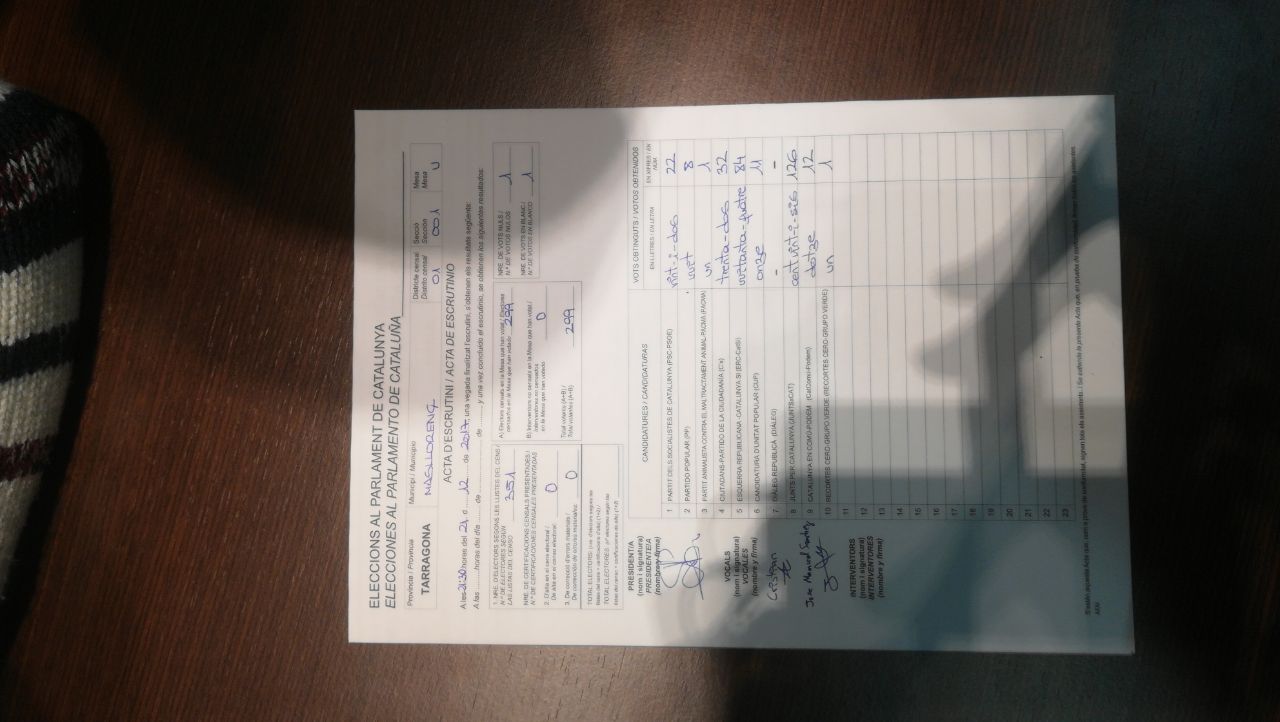 ELECCIONS AL PARLAMENT DE CATALUNYA
ELECCIONES AL PARLAMENTO DE CATALUÑA
Província / Provincia
TARRAGONA
Municipi / Municipio
MASLLORENÇ
Districte censal
Distrito censal
01
Secció
Sección
001
Mesa
Mesa
U
ACTA D'ESCRUTINI / ACTA DE ESCRUTINIO
A les 21:30 hores del 21 d 12 de 2017, una vegada finalitzat l'escrutini, s'obtenen els resultats següents:
A las horas del día de de y una vez concluido el escrutinio, se obtienen los siguientes resultados:
1. NRE. D'ELECTORS SEGONS LES LLISTES DEL CENS /
N.º DE ELECTORES SEGÚN
LAS LISTAS DEL CENSO
351
NRE. DE CERTIFICACIONS CENSALS PRESENTADES /
N.º DE CERTIFICACIONES CENSALES PRESENTADAS
2. D'alta en el cens electoral /
De alta en el censo electoral:
0
3. De correcció d'errors materials /
De corrección de errores materiales:
0
A) Electors censats en la Mesa que han votat / Electores
censados en la Mesa que han votado
299
B) Interventors no censats en la Mesa que han votat /
Interventores no censados
en la Mesa que han votado
0
Total votants (A+B) /
Total votantes (A+B)
299
NRE. DE VOTS NULS /
N.º DE VOTOS NULOS
1
NRE. DE VOTS EN BLANC /
N.º DE VOTOS EN BLANCO
1
PRESIDENT/A
(nom i signatura)
PRESIDENTE/A
(nombre y firma)
VOCALS
(nom i signatura)
VOCALES
(nombre y firma)
Cristian
Jose Manuel Sanchez
INTERVENTORS
(nom i signatura)
INTERVENTORES
(nombre y firma)
CANDIDATURES / CANDIDATURAS
VOTS OBTINGUTS / VOTOS OBTENIDOS
EN LLETRES / EN LETRA
EN XIFRES / EN NÚM
1 PARTIT DELS SOCIALISTES DE CATALUNYA (PSC-PSOE) vint-i-dos 22
2 PARTIDO POPULAR (PP) vuit 8
3 PARTIT ANIMALISTA CONTRA EL MALTRACTAMENT ANIMAL PACMA (PACMA) un 1
4 CIUTADANS-PARTIDO DE LA CIUDADANÍA (C's) trenta-dos 32
5 ESQUERRA REPUBLICANA-CATALUNYA SÍ (ERC-CatSí) vuitanta-quatre 84
6 CANDIDATURA D'UNITAT POPULAR (CUP) onze 11
7 DIÀLEG REPÚBLICA (DIÀLEG) - -
8 JUNTS PER CATALUNYA (JUNTSxCAT) cent vint-i-sis 126
9 CATALUNYA EN COMÚ-PODEM (CatComú-Podem) dotze 12
10 RECORTES CERO-GRUPO VERDE (RECORTES CERO-GRUPO VERDE) un 1
11
12
13
14
15
16
17
18
19
20
21
22
23